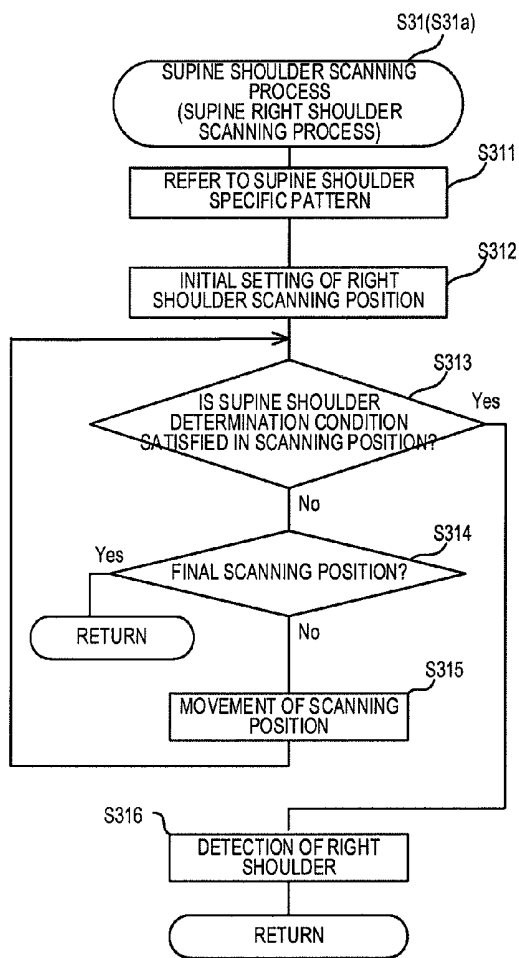 S31(S31a)
SUPINE SHOULDER SCANNING
PROCESS
(SUPINE RIGHT SHOULDER
SCANNING PROCESS)
S311
REFER TO SUPINE SHOULDER
SPECIFIC PATTERN
S312
INITIAL SETTING OF RIGHT
SHOULDER SCANNING POSITION
S313
IS SUPINE SHOULDER
DETERMINATION CONDITION
SATISFIED IN SCANNING POSITION?
Yes
No
S314
Yes
FINAL SCANNING POSITION?
RETURN
No
S315
MOVEMENT OF SCANNING
POSITION
S316
DETECTION OF RIGHT
SHOULDER
RETURN